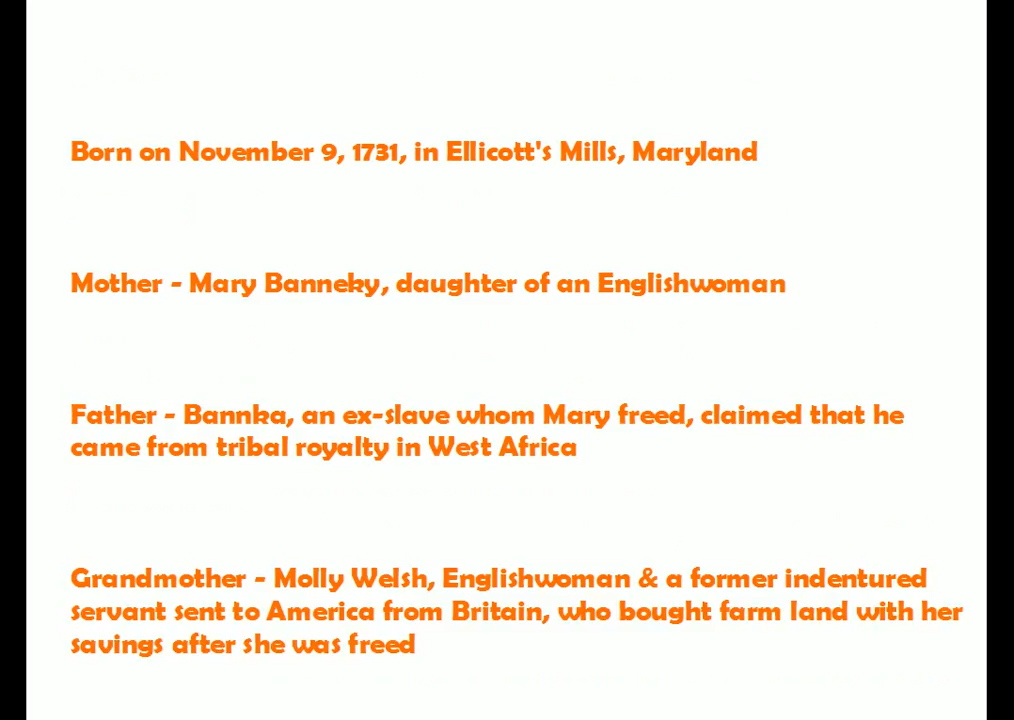 Born on November 9, 1731, in Ellicott's Mills, Maryland
Mother - Mary Banneky, daughter of an Englishwoman
Father - Bannka, an ex-slave whom Mary freed, claimed that he
came from tribal royalty in West Africa
Grandmother - Molly Welsh, Englishwoman & a former indentured
servant sent to America from Britain, who bought farm land with her
savings after she was freed